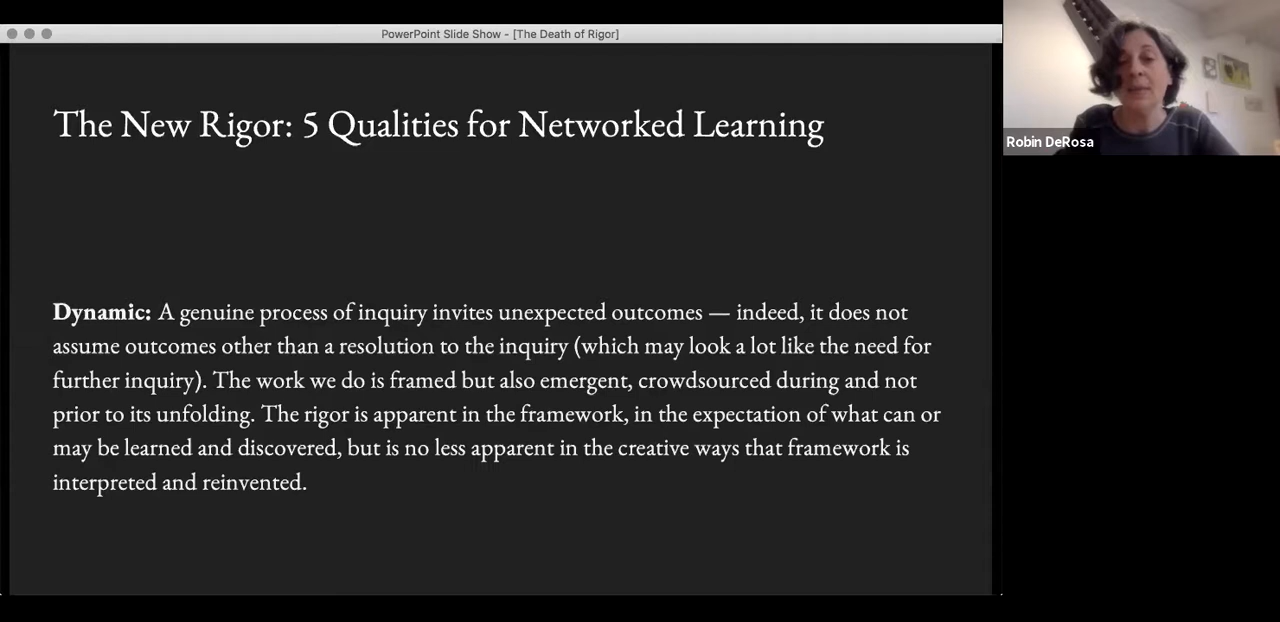 PowerPoint Slide Show - [The Death of Rigor]
The New Rigor: 5 Qualities for Networked Learning
Dynamic: A genuine process of inquiry invites unexpected outcomes — indeed, it does not
assume outcomes other than a resolution to the inquiry (which may look a lot like the need for
further inquiry). The work we do is framed but also emergent, crowdsourced during and not
prior to its unfolding. The rigor is apparent in the framework, in the expectation of what can or
may be learned and discovered, but is no less apparent in the creative ways that framework is
interpreted and reinvented.
Robin DeRosa